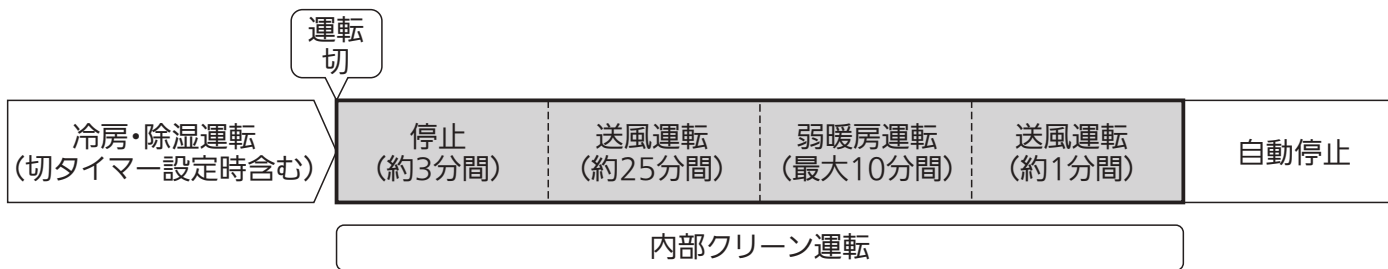 運転
切
冷房・除湿運転
(切タイマー設定時含む)
停止
(約3分間)
送風運転
(約25分間)
弱暖房運転
(最大10分間)
送風運転
(約1分間)
自動停止
内部クリーン運転